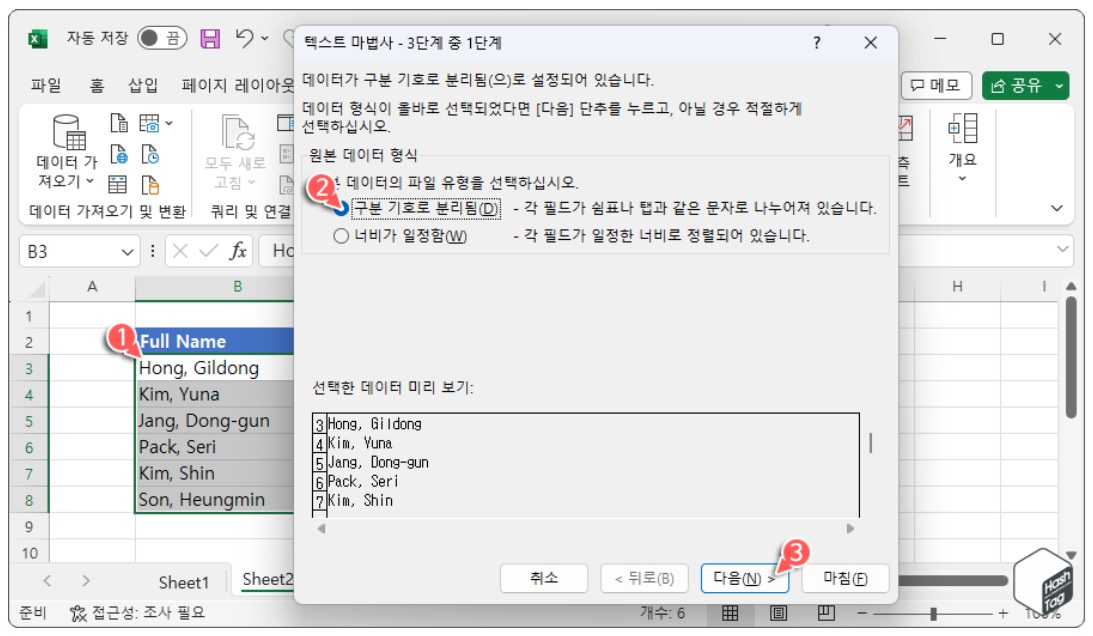 자동 저장 끔
텍스트 마법사 - 3단계 중 1단계
?
파일 홈 삽입 페이지 레이아웃
메모 공유
데이터가 구분 기호로 분리됨(으)로 설정되어 있습니다.
데이터 형식이 올바로 선택되었다면 [다음] 단추를 누르고, 아닐 경우 적절하게
선택하십시오.
데이터 가
져오기
모두 새로
고침
개요
데이터 가져오기 및 변환
쿼리 및 연결
원본 데이터 형식
데이터의 파일 유형을 선택하십시오.
2
구분 기호로 분리됨(D) - 각 필드가 쉼표나 탭과 같은 문자로 나누어져 있습니다.
너비가 일정함(W) - 각 필드가 일정한 너비로 정렬되어 있습니다.
B3 fx
A B H I
1
2 Full Name
1
3 Hong, Gildong
4 Kim, Yuna
5 Jang, Dong-gun
6 Pack, Seri
7 Kim, Shin
8 Son, Heungmin
9
10
선택한 데이터 미리 보기:
3 Hong, Gildong
4 Kim, Yuna
5 Jang, Dong-gun
6 Pack, Seri
7 Kim, Shin
3
취소 < 뒤로(B) 다음(N) > 마침(F)
Sheet1 Sheet2
준비 접근성: 조사 필요 개수: 6
Hash
Tag